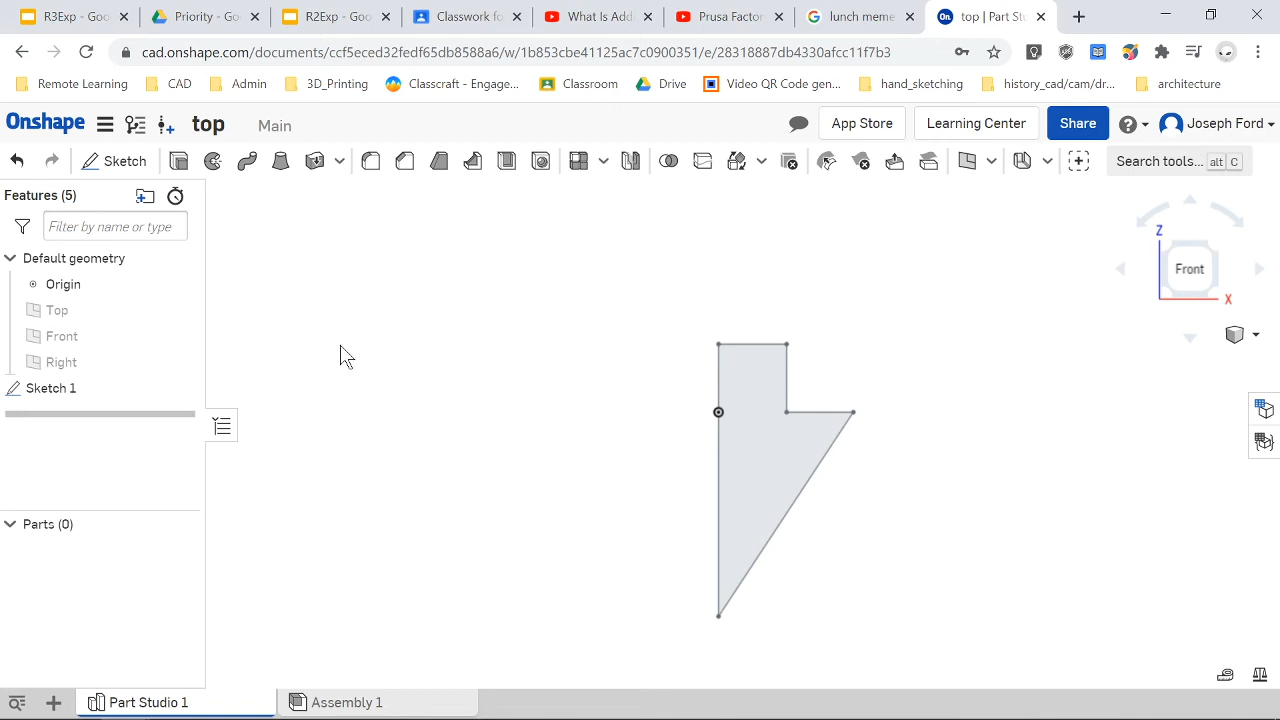 R3Exp - Goo
Priority - Go
R2Exp - Goo
Classwork fo
What Is Add
Prusa Factor
lunch meme
top | Part Stu
cad.onshape.com/documents/ccf5eced32fedf65db8588a6/w/1b853cbe41125ac7c0900351/e/28318887db4330afcc11f7b3
Remote Learning
CAD
Admin
3D_Printing
Classcraft - Engage...
Classroom
Drive
Video QR Code gen...
hand_sketching
history_cad/cam/dr...
architecture
Onshape
top
Main
App Store
Learning Center
Share
Joseph Ford
Sketch
Search tools... alt C
Features (5)
Filter by name or type
Default geometry
Origin
Top
Front
Right
Sketch 1
Parts (0)
Z
Front
X
Part Studio 1
Assembly 1